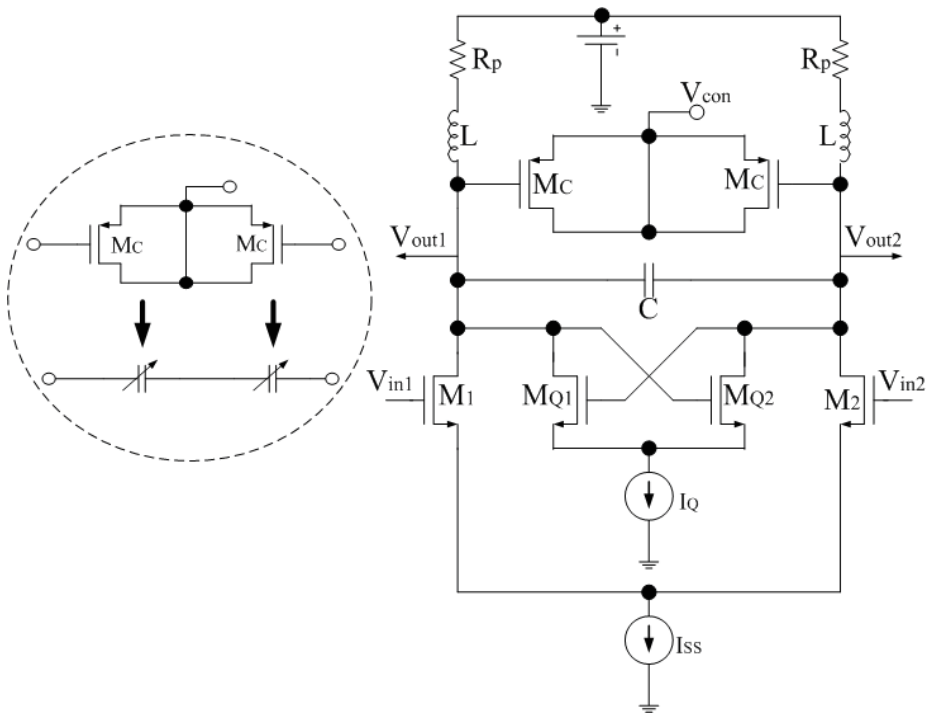 +
-
Rp
Rp
Vcon
L
L
MC
MC
MC
MC
Vout1
Vout2
C
Vin1
M1
MQ1
MQ2
M2
Vin2
IQ
ISS